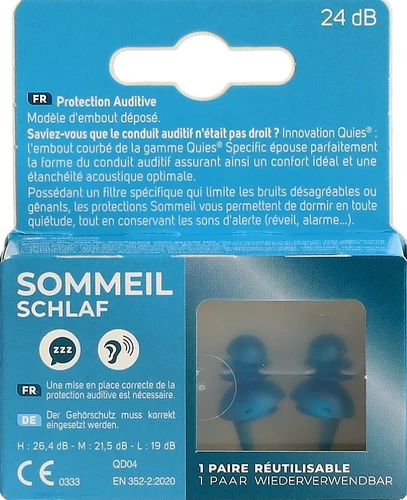 24 dB
FR Protection Auditive
Modèle d'embout déposé.
Saviez-vous que le conduit auditif n'était pas droit ? Innovation Quies® :
l'embout courbé de la gamme Quies® Specific épouse parfaitement
la forme du conduit auditif assurant ainsi un confort idéal et une
étanchéité acoustique optimale.
Possédant un filtre spécifique qui limite les bruits désagréables ou
gênants, les protections Sommeil vous permettent de dormir en toute
quiétude, tout en conservant les sons d'alerte (réveil, alarme...).
SOMMEIL
SCHLAF
zzz
FR Une mise en place correcte de la
protection auditive est nécessaire.
DE Der Gehörschutz muss korrekt
eingesetzt werden.
H : 26,4 dB - M : 21,5 dB - L : 19 dB
QD04
CE 0333 EN 352-2:2020
1 PAIRE RÉUTILISABLE
1 PAAR WIEDERVERWENDBAR